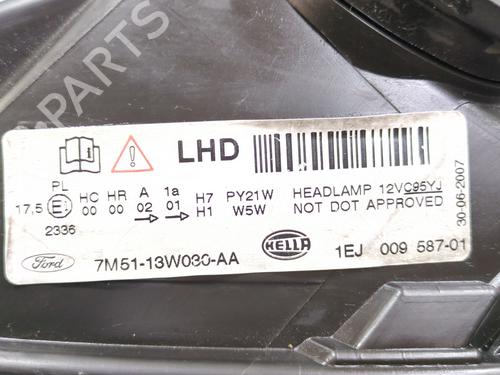 B PARTS
LHD
PL HC HR A 1a H7 PY21W HEADLAMP 12V C95YJ
17,5 E1 00 00 02 01 H1 W5W NOT DOT APPROVED
2336
30-06-2007
Ford 7M51-13W030-AA HELLA 1EJ 009 587-01